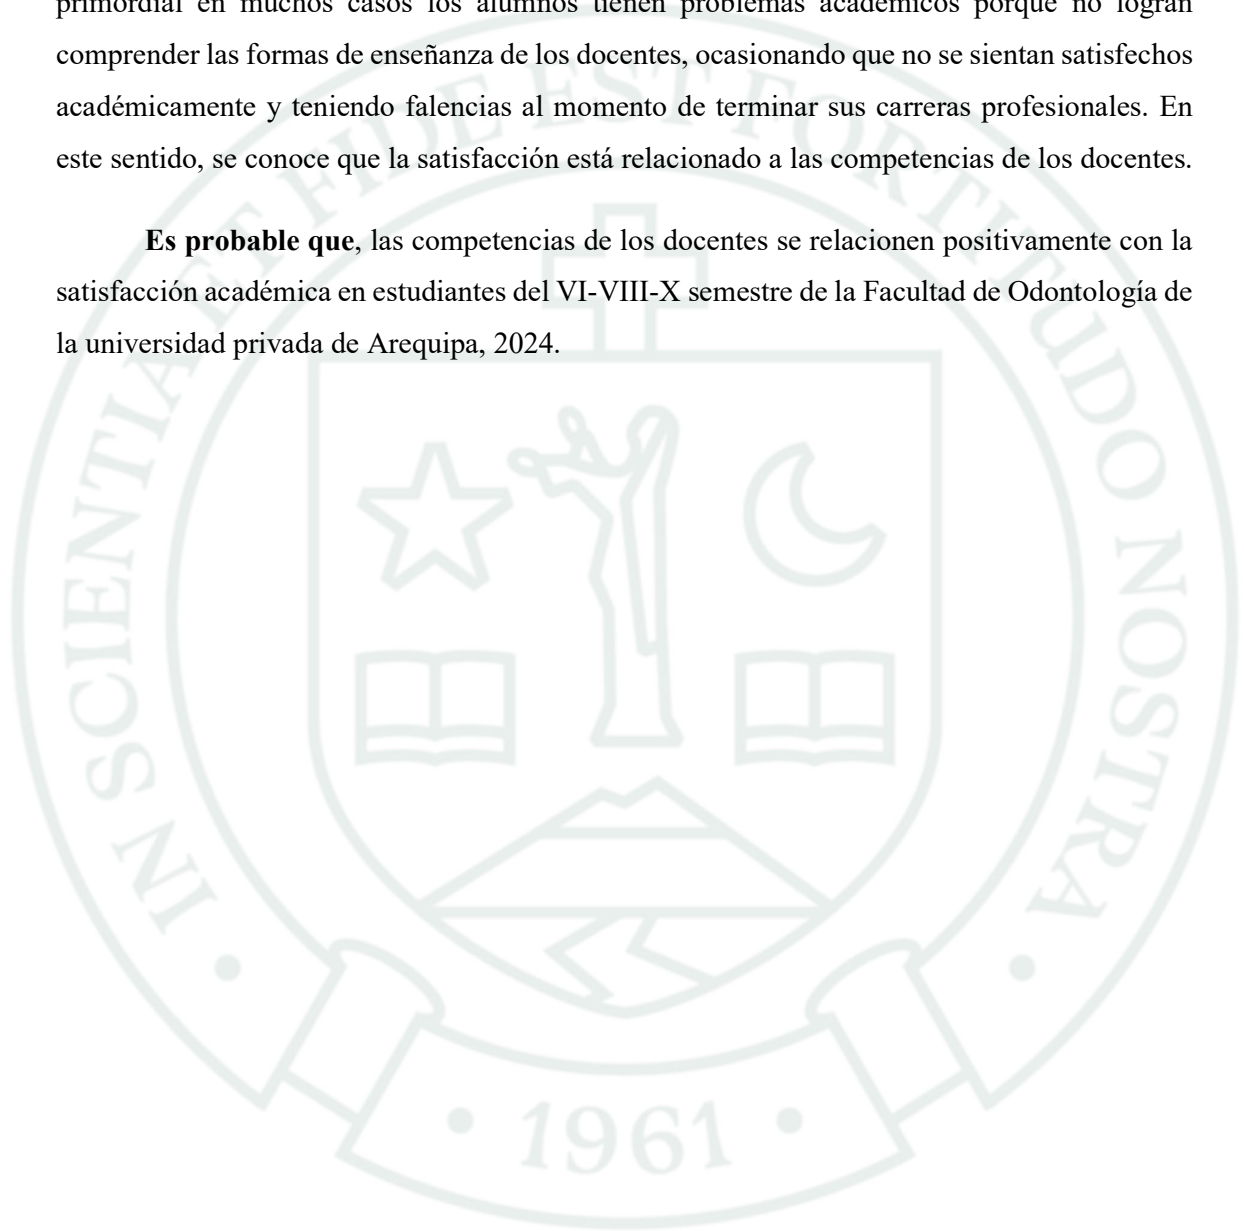 primordial en muchos casos los alumnos tienen problemas académicos porque no logran
comprender las formas de enseñanza de los docentes, ocasionando que no se sientan satisfechos
académicamente y teniendo falencias al momento de terminar sus carreras profesionales. En
este sentido, se conoce que la satisfacción está relacionado a las competencias de los docentes.
Es probable que, las competencias de los docentes se relacionen positivamente con la
satisfacción académica en estudiantes del VI-VIII-X semestre de la Facultad de Odontología de
la universidad privada de Arequipa, 2024.
IN SCIENTIA ET FIDE EST FORTITUDO NOSTRA
• 1961 •